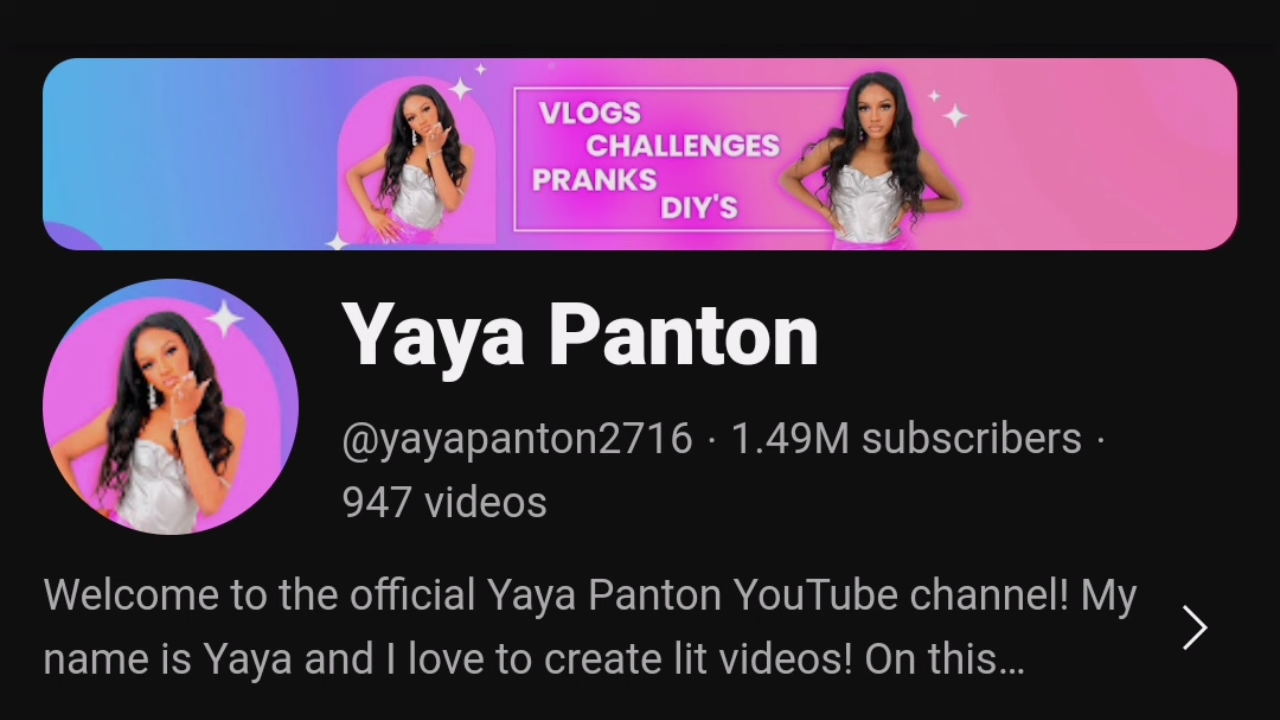 VLOGS
CHALLENGES
PRANKS
DIY'S
Yaya Panton
@yayapanton2716 · 1.49M subscribers ·
947 videos
Welcome to the official Yaya Panton YouTube channel! My
name is Yaya and I love to create lit videos! On this...